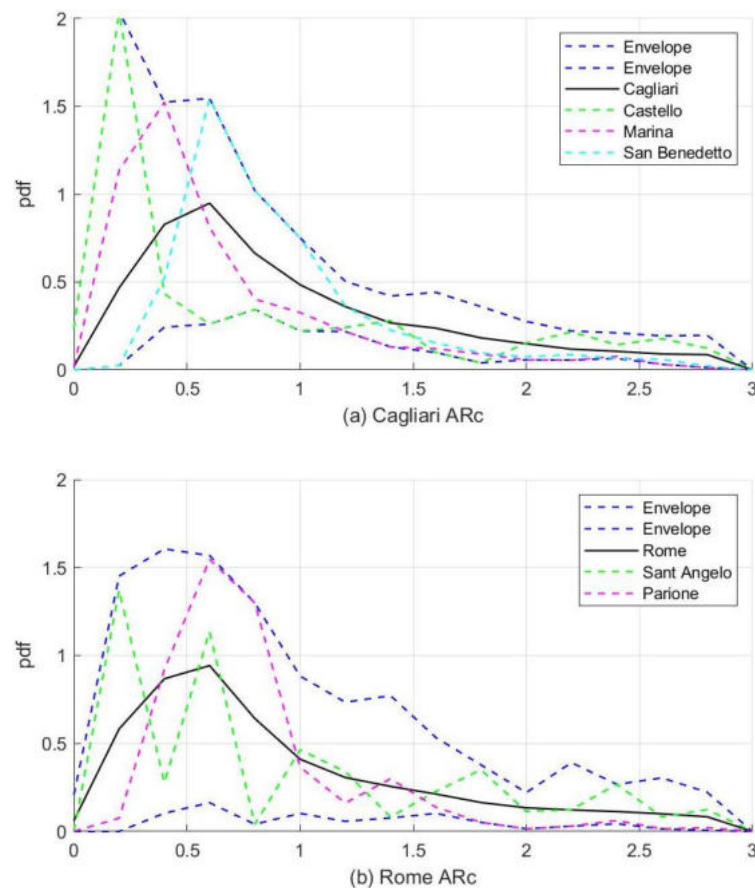 2
1.5
1
0.5
0
pdf
Envelope
Envelope
Cagliari
Castello
Marina
San Benedetto
0 0.5 1 1.5 2 2.5 3
(a) Cagliari ARc
2
1.5
1
0.5
0
pdf
Envelope
Envelope
Rome
Sant Angelo
Parione
0 0.5 1 1.5 2 2.5 3
(b) Rome ARc